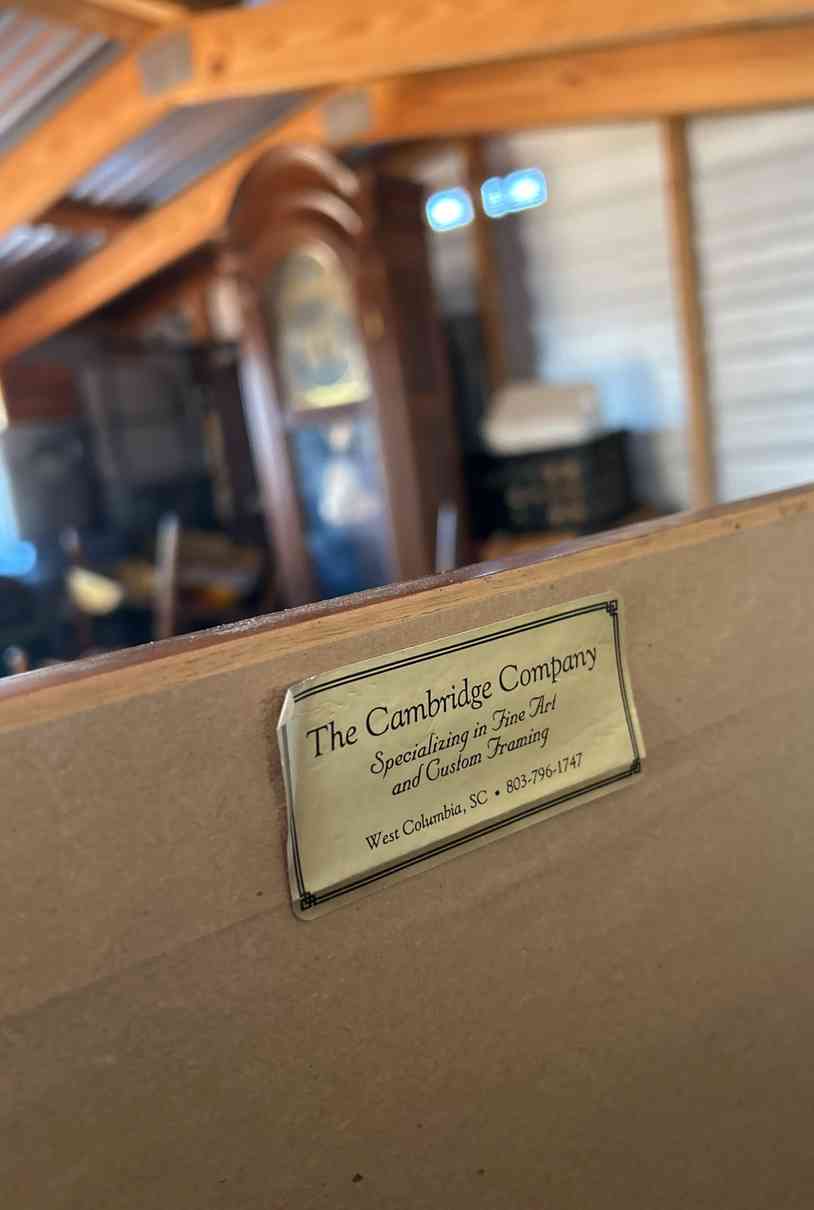 The Cambridge Company
Specializing in Fine Art
and Custom Framing
West Columbia, SC • 803-796-1747